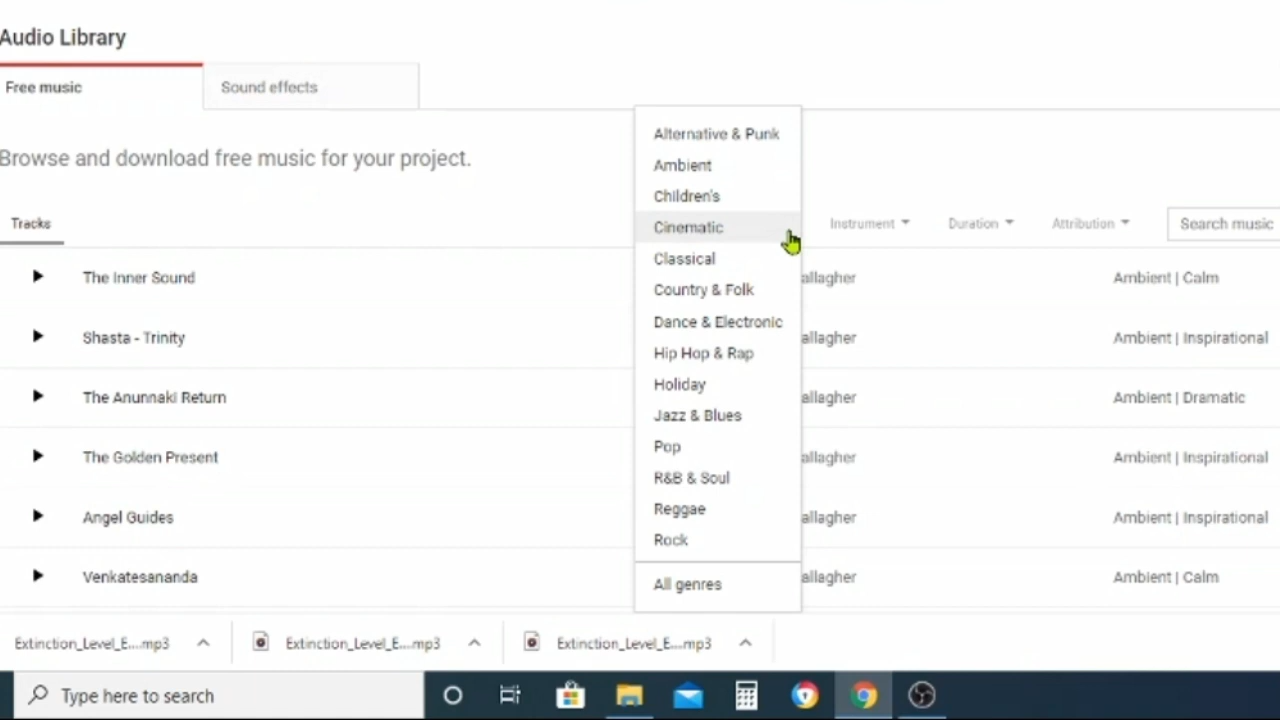 Audio Library
Free music
Sound effects
Browse and download free music for your project.
Tracks
Instrument
Duration
Attribution
Search music
Alternative & Punk
Ambient
Children's
Cinematic
Classical
Country & Folk
Dance & Electronic
Hip Hop & Rap
Holiday
Jazz & Blues
Pop
R&B & Soul
Reggae
Rock
All genres
The Inner Sound allagher Ambient | Calm
Shasta - Trinity allagher Ambient | Inspirational
The Anunnaki Return allagher Ambient | Dramatic
The Golden Present allagher Ambient | Inspirational
Angel Guides allagher Ambient | Inspirational
Venkatesananda allagher Ambient | Calm
Extinction_Level_E....mp3 Extinction_Level_E....mp3 Extinction_Level_E....mp3
Type here to search